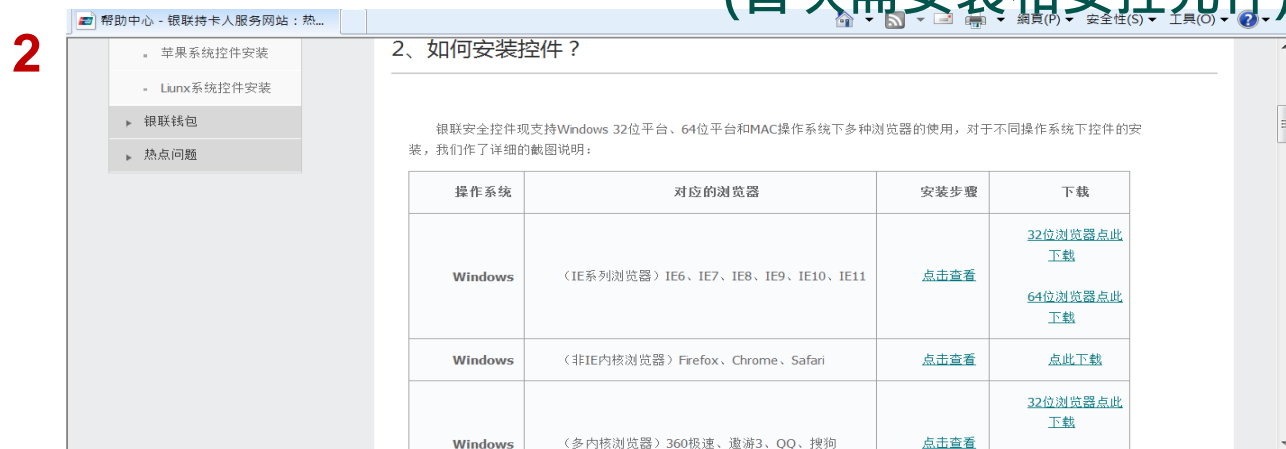 (首次需安裝相安控元件)
帮助中心 - 银联持卡人服务网站：热...
網頁(P) 安全性(S) 工具(O)
2
苹果系统控件安装
Liunx系统控件安装
银联钱包
热点问题
2、如何安装控件？
银联安全控件现支持Windows 32位平台、64位平台和MAC操作系统下多种浏览器的使用，对于不同操作系统下控件的安
装，我们作了详细的截图说明：
操作系统 对应的浏览器 安装步骤 下载
Windows （IE系列浏览器）IE6、IE7、IE8、IE9、IE10、IE11 点击查看 32位浏览器点此
下载
64位浏览器点此
下载
Windows （非IE内核浏览器）Firefox、Chrome、Safari 点击查看 点此下载
Windows （多内核浏览器）360极速、遨游3、QQ、搜狗 点击查看 32位浏览器点此
下载